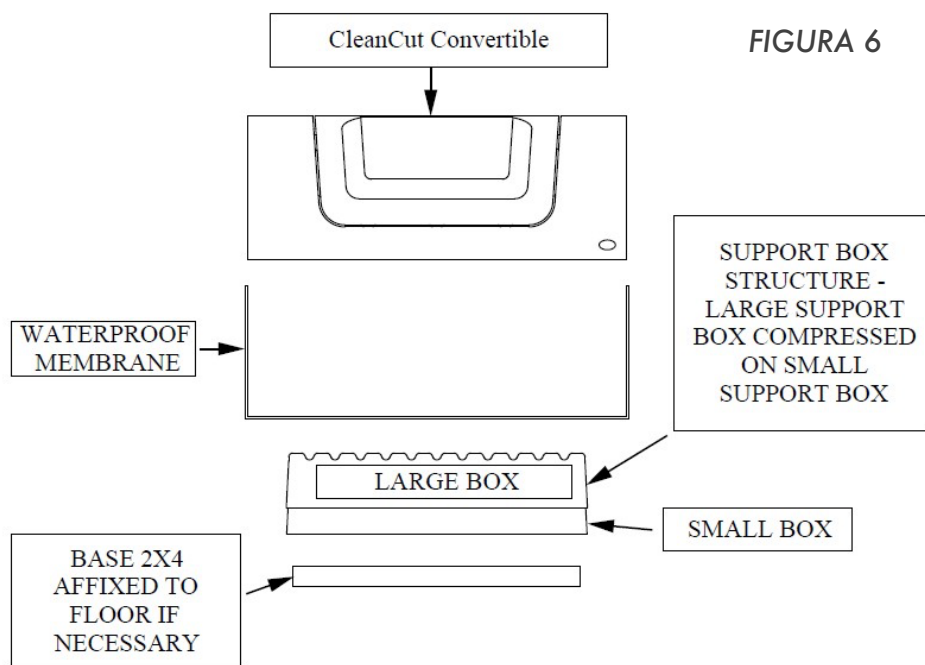 CleanCut Convertible
FIGURA 6
WATERPROOF
MEMBRANE
SUPPORT BOX
STRUCTURE -
LARGE SUPPORT
BOX COMPRESSED
ON SMALL
SUPPORT BOX
LARGE BOX
SMALL BOX
BASE 2X4
AFFIXED TO
FLOOR IF
NECESSARY